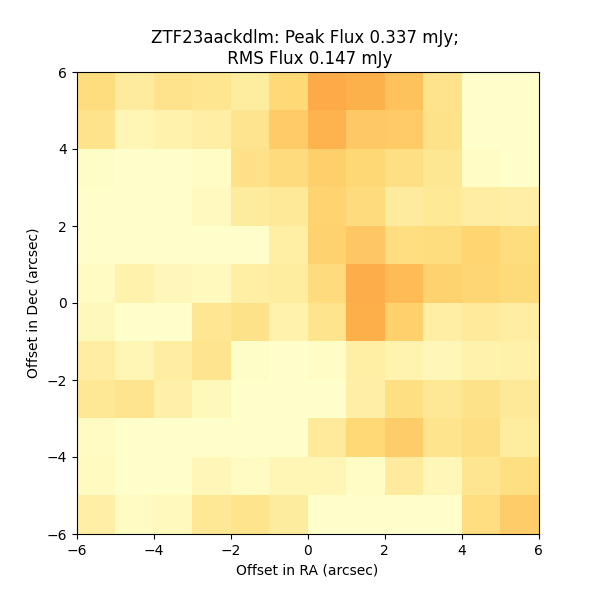 ZTF23aackdlm: Peak Flux 0.337 mJy;
RMS Flux 0.147 mJy
6
4
2
0
−2
−4
−6
Offset in Dec (arcsec)
−6 −4 −2 0 2 4 6
Offset in RA (arcsec)